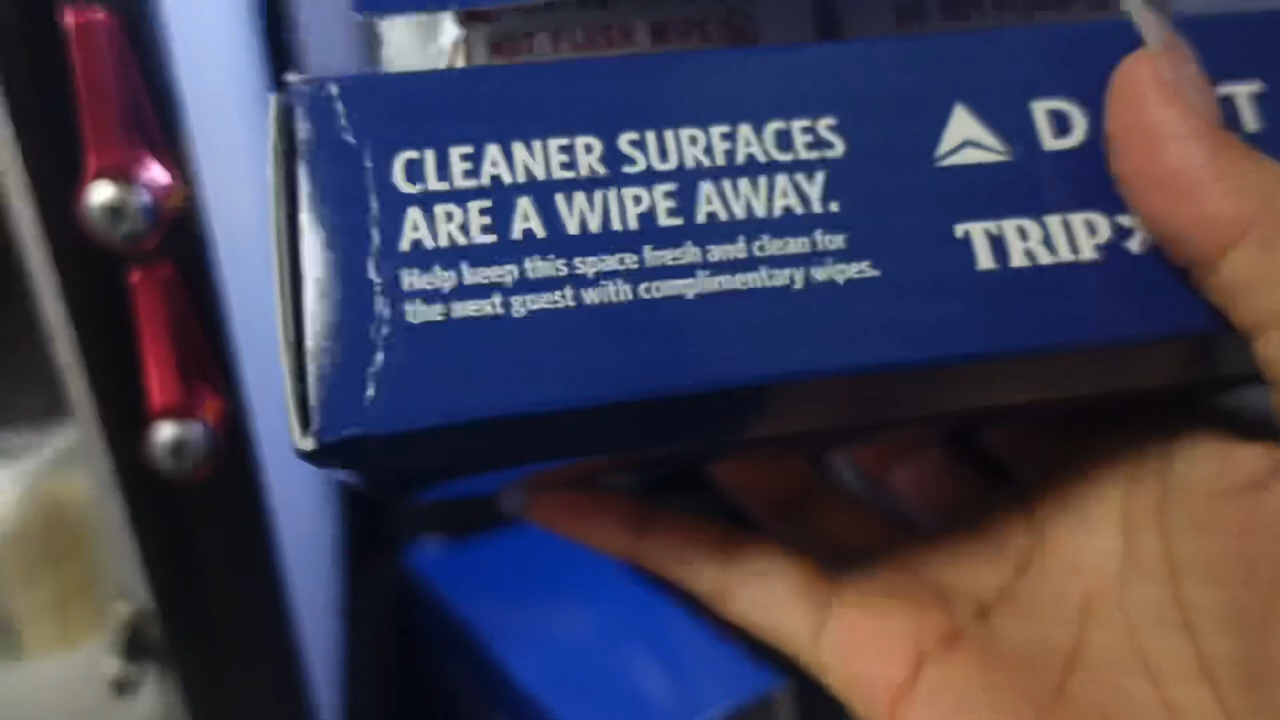 CLEANER SURFACES
ARE A WIPE AWAY.
Help keep this space fresh and clean for
the next guest with complimentary wipes.
D T
TRIP